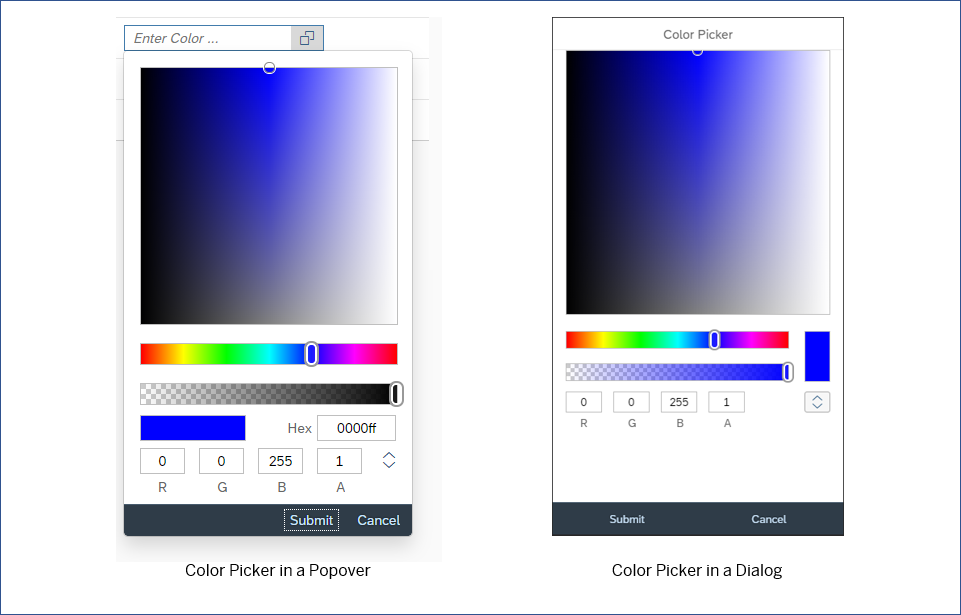 Enter Color ...
Hex 0000ff
0 0 255 1
R G B A
Submit Cancel
Color Picker in a Popover
Color Picker
0 0 255 1
R G B A
Submit Cancel
Color Picker in a Dialog